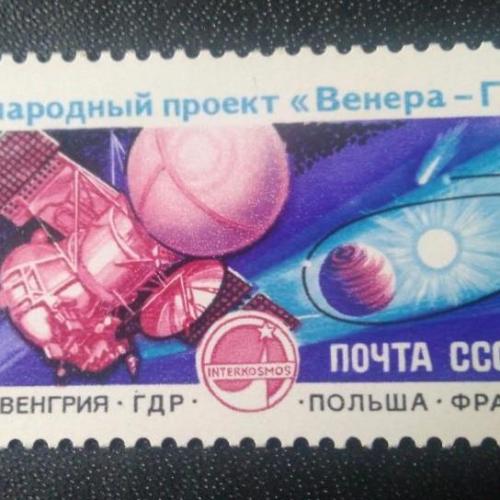 народный проект «Венера – Г
INTERKOSMOS
ПОЧТА ССС
ВЕНГРИЯ · ГДР · · ПОЛЬША · ФРА